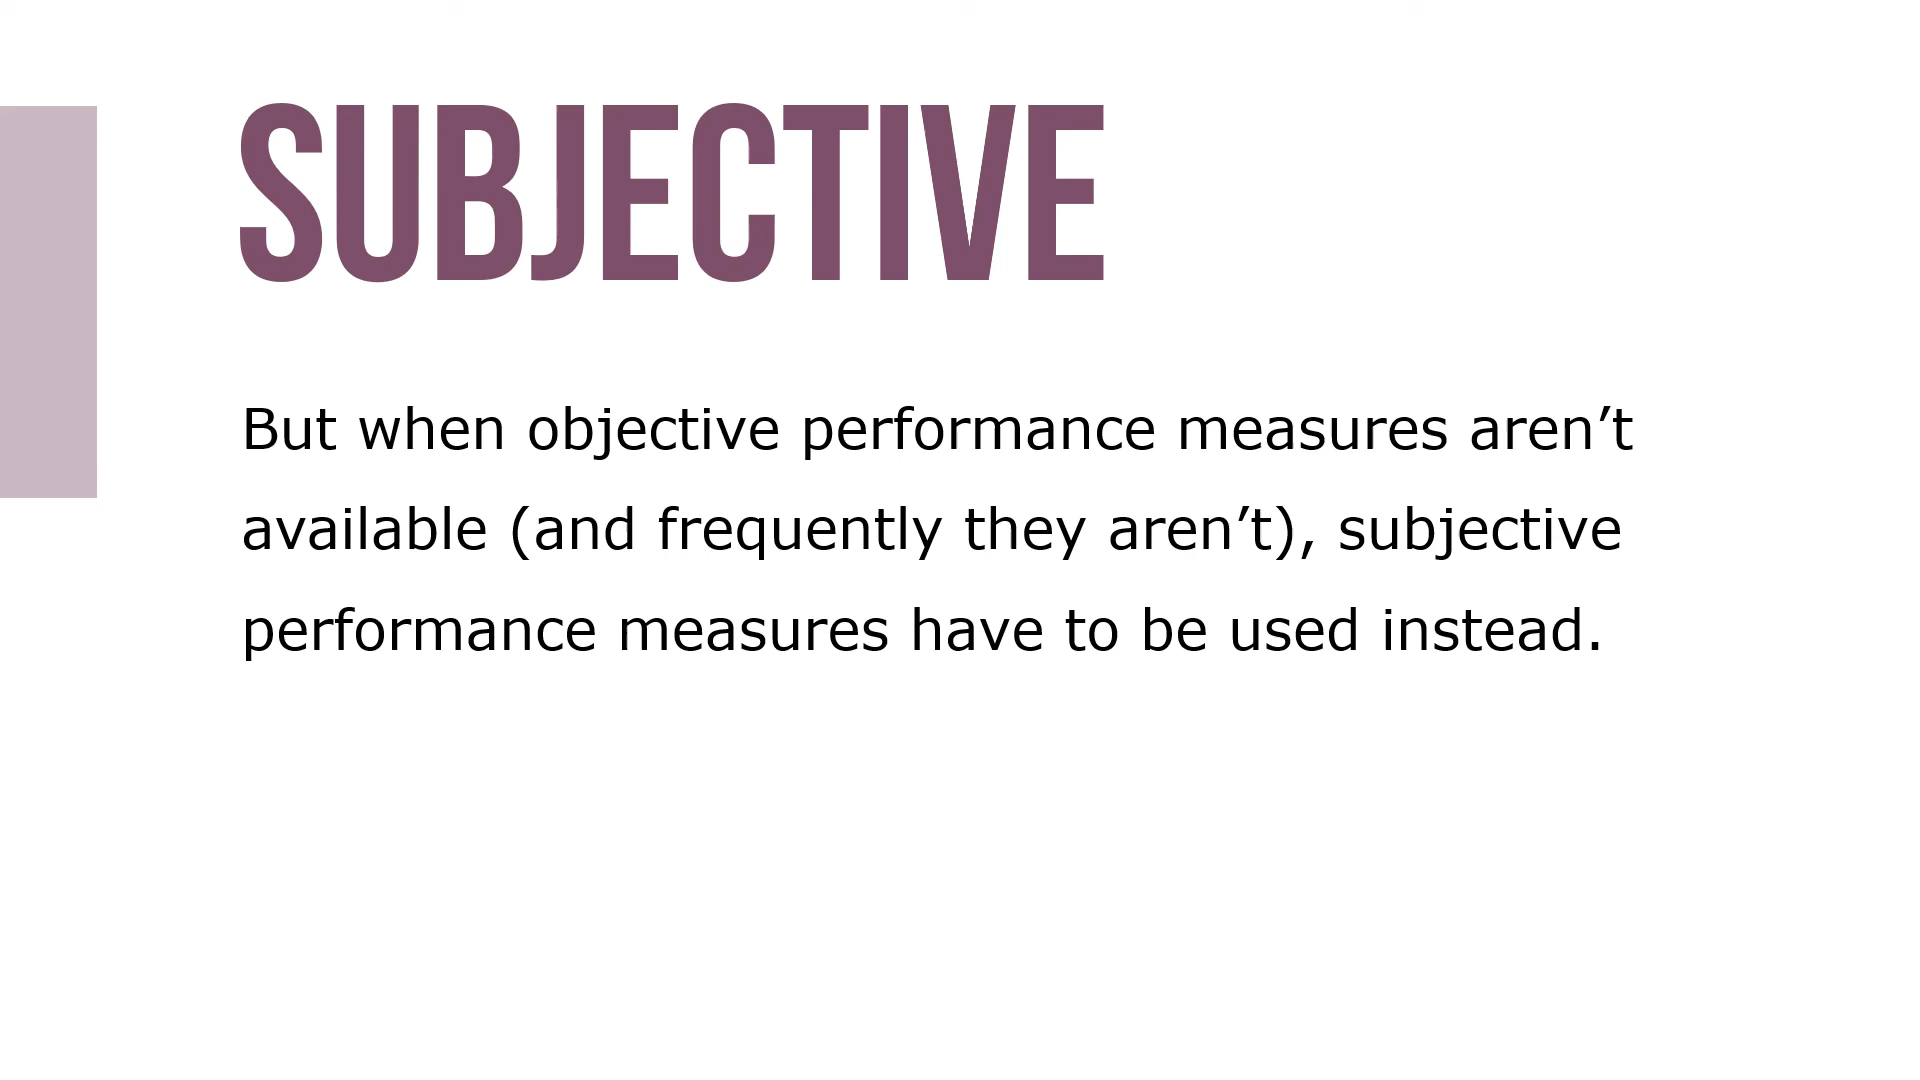 SUBJECTIVE
But when objective performance measures aren’t
available (and frequently they aren’t), subjective
performance measures have to be used instead.